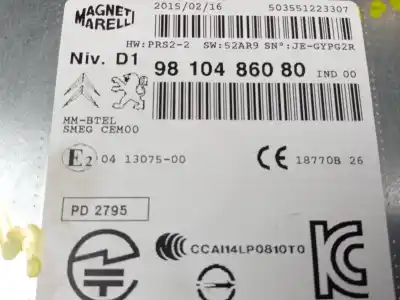 MAGNETI MARELLI
2015/02/16
503551223307
HW:PRS2-2 SW:52AR9 SN°:JE-GYPG2R
Niv. D1 98 104 860 80 IND 00
MM-BTEL
SMEG CEM00
E2 04 13075-00
CE 18770B 26
PD 2795
CCAI14LP0810T0